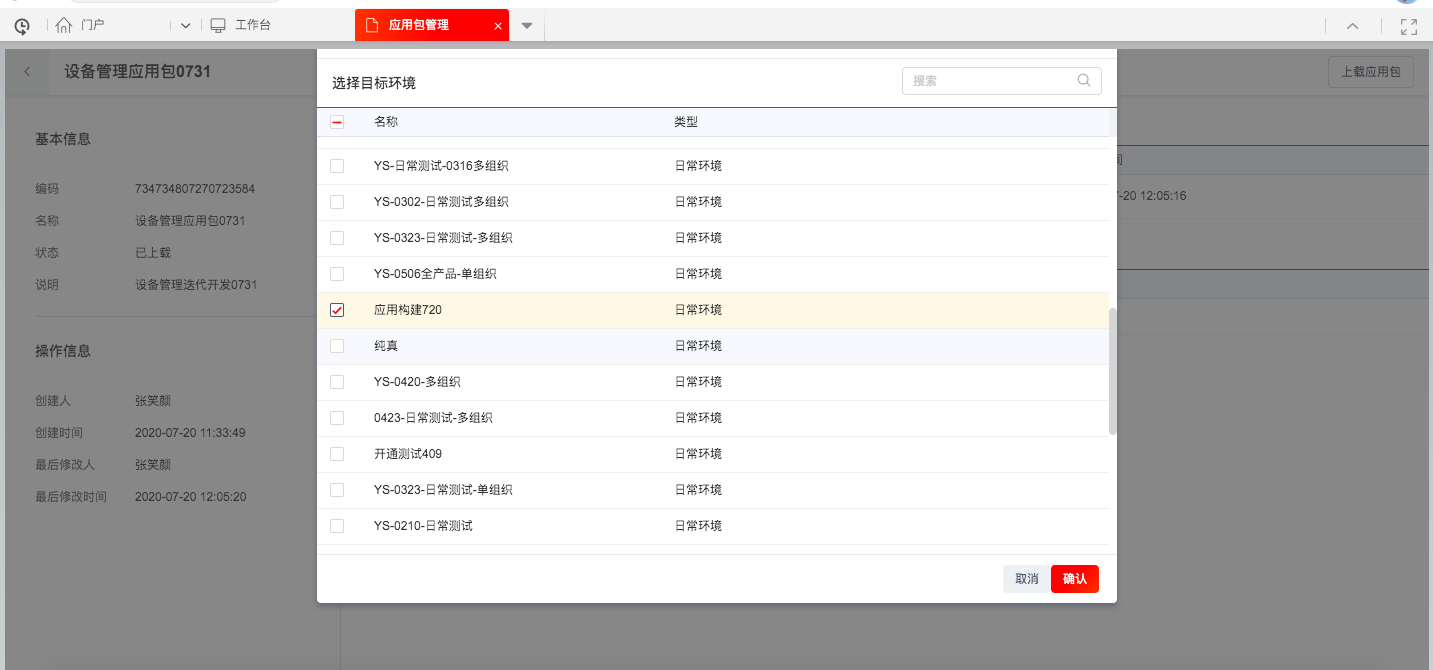 门户
工作台
应用包管理
设备管理应用包0731
上载应用包
选择目标环境
搜索
名称 类型
YS-日常测试-0316多组织 日常环境
YS-0302-日常测试多组织 日常环境
YS-0323-日常测试-多组织 日常环境
YS-0506全产品-单组织 日常环境
应用构建720 日常环境
纯真 日常环境
YS-0420-多组织 日常环境
0423-日常测试-多组织 日常环境
开通测试409 日常环境
YS-0323-日常测试-单组织 日常环境
YS-0210-日常测试 日常环境
取消
确认
基本信息
编码 734734807270723584
名称 设备管理应用包0731
状态 已上载
说明 设备管理迭代开发0731
操作信息
创建人 张笑颜
创建时间 2020-07-20 11:33:49
最后修改人 张笑颜
最后修改时间 2020-07-20 12:05:20
间
-20 12:05:16